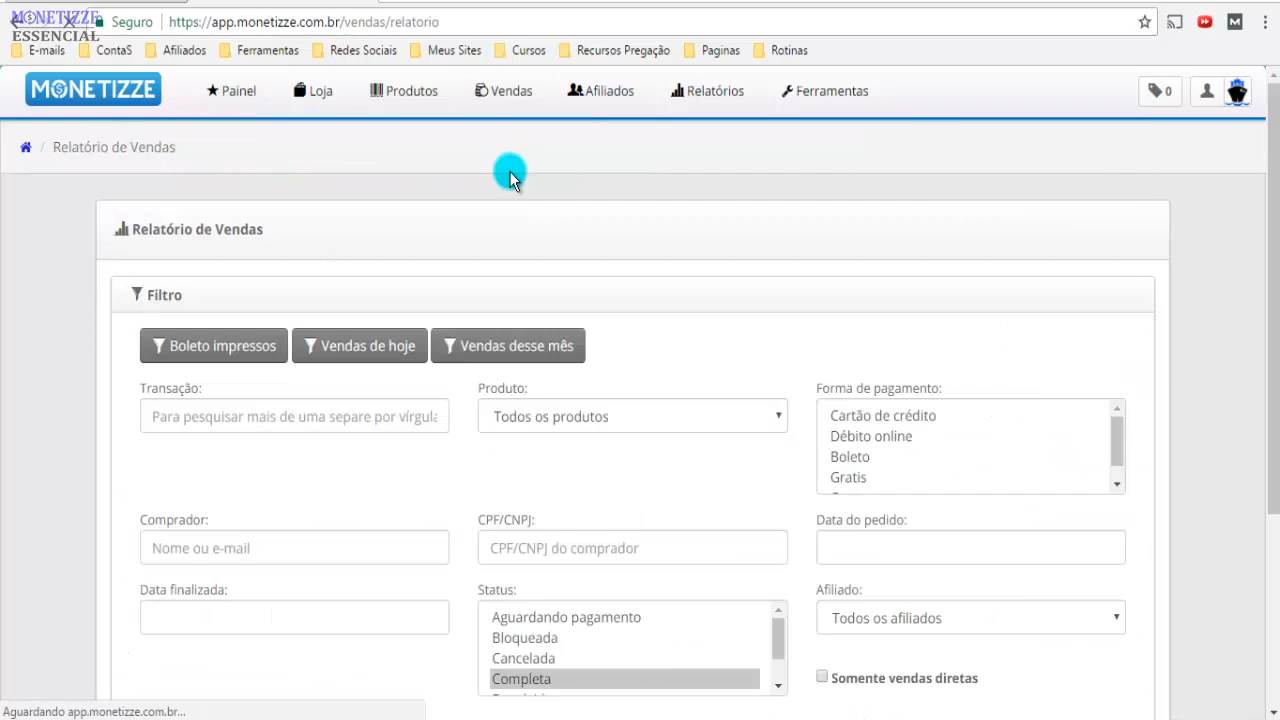 MONETIZZE
ESSENCIAL
Seguro https://app.monetizze.com.br/vendas/relatorio
E-mails ContaS Afiliados Ferramentas Redes Sociais Meus Sites Cursos Recursos Pregação Paginas Rotinas
MONETIZZE Painel Loja Produtos Vendas Afiliados Relatórios Ferramentas 0
/ Relatório de Vendas
Relatório de Vendas
Filtro
Boleto impressos Vendas de hoje Vendas desse mês
Transação: Produto: Forma de pagamento:
Para pesquisar mais de uma separe por vírgula Todos os produtos Cartão de crédito
Débito online
Boleto
Gratis
Comprador: CPF/CNPJ: Data do pedido:
Nome ou e-mail CPF/CNPJ do comprador
Data finalizada: Status: Afiliado:
Aguardando pagamento Todos os afiliados
Bloqueada
Cancelada
Completa Somente vendas diretas
Aguardando app.monetizze.com.br...